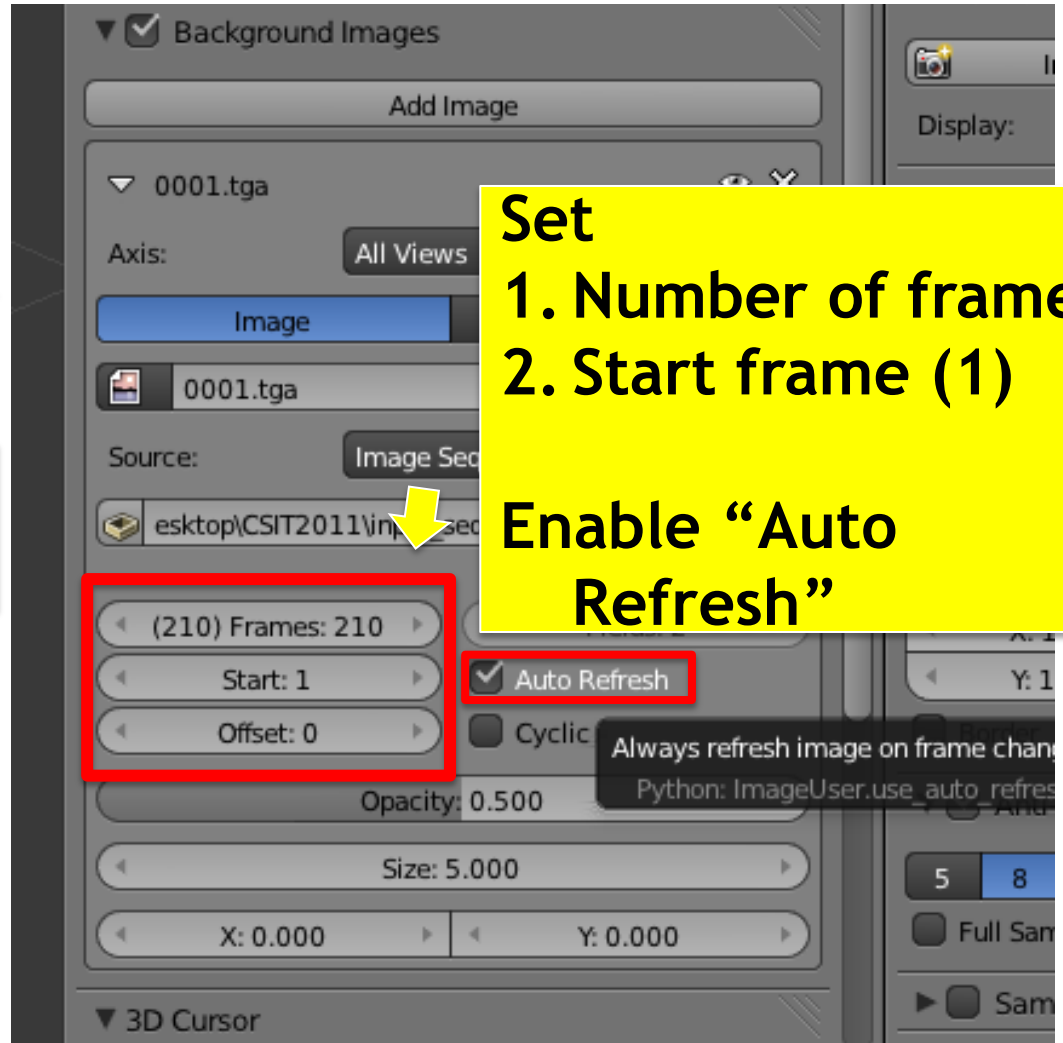 Background Images
Add Image
Display:
0001.tga
Set
Axis:
All Views
1. Number of frame
Image
2. Start frame (1)
0001.tga
Source:
Image Seq
Enable “Auto
Refresh”
esktop\CSIT2011\inp
(210) Frames: 210
Start: 1
Auto Refresh
Y: 1
Offset: 0
Cyclic
Always refresh image on frame chang
Python: ImageUser.use_auto_refres
Opacity: 0.500
Size: 5.000
5 8
X: 0.000
Y: 0.000
Full Sam
Sam
3D Cursor